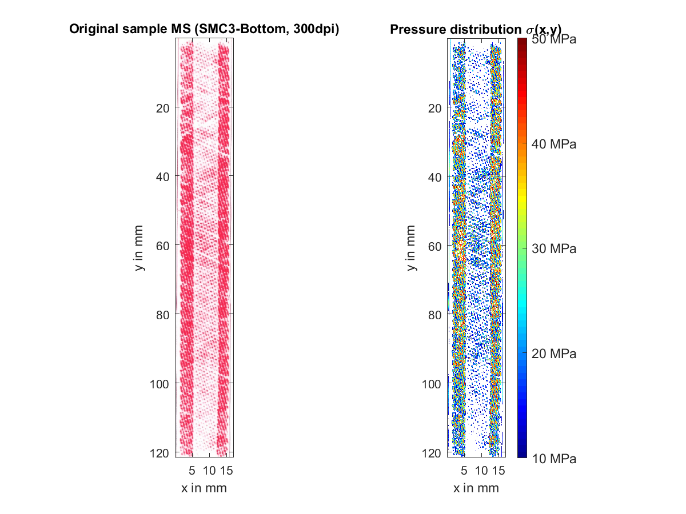 Original sample MS (SMC3-Bottom, 300dpi)
20
40
60
80
100
120
y in mm
5 10 15
x in mm
Pressure distribution σ(x,y)
20
40
60
80
100
120
y in mm
5 10 15
x in mm
50 MPa
40 MPa
30 MPa
20 MPa
10 MPa